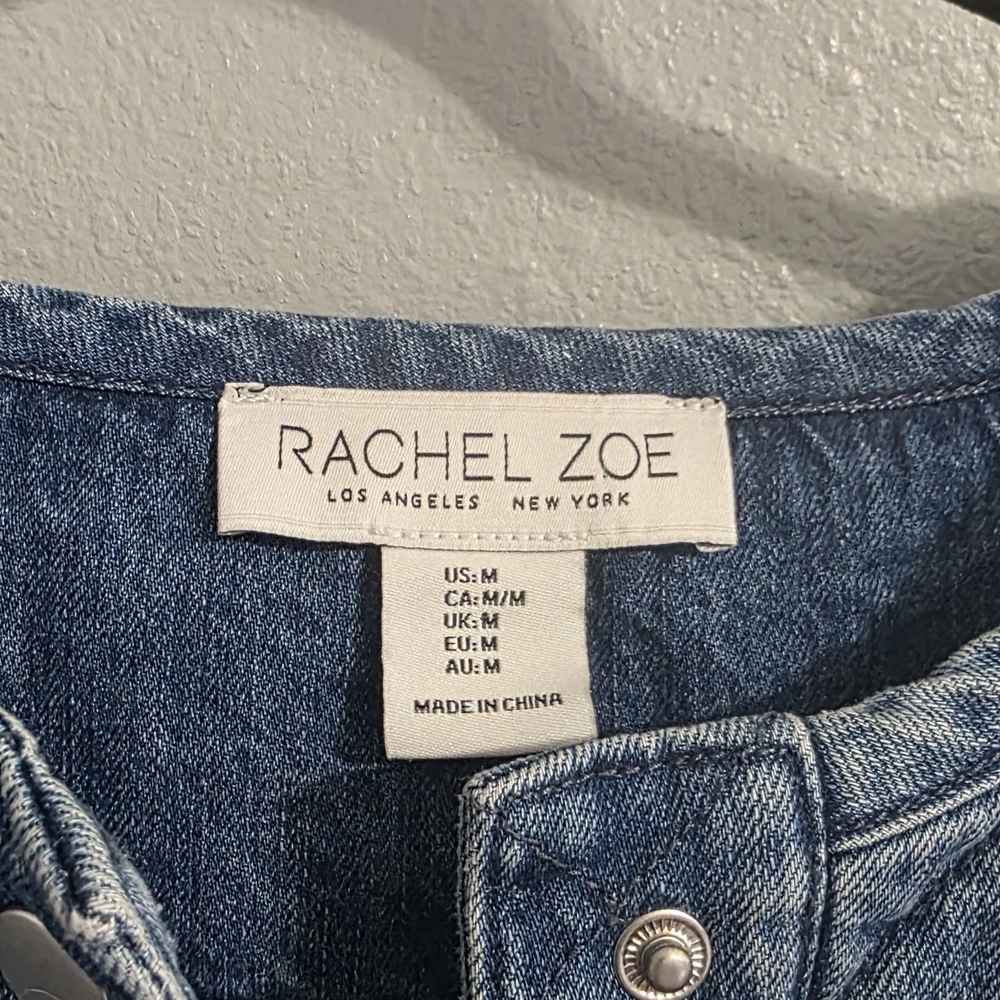 RACHEL ZOE
LOS ANGELES NEW YORK
US: M
CA: M/M
UK: M
EU: M
AU: M
MADE IN CHINA